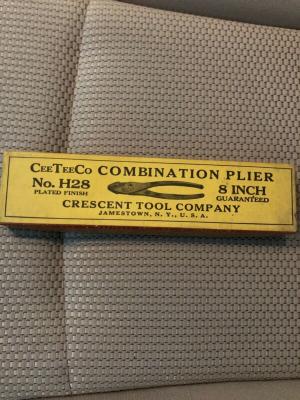 CEETEECO COMBINATION PLIER
No. H28 8 INCH
PLATED FINISH GUARANTEED
CRESCENT TOOL COMPANY
JAMESTOWN, N. Y., U. S. A.